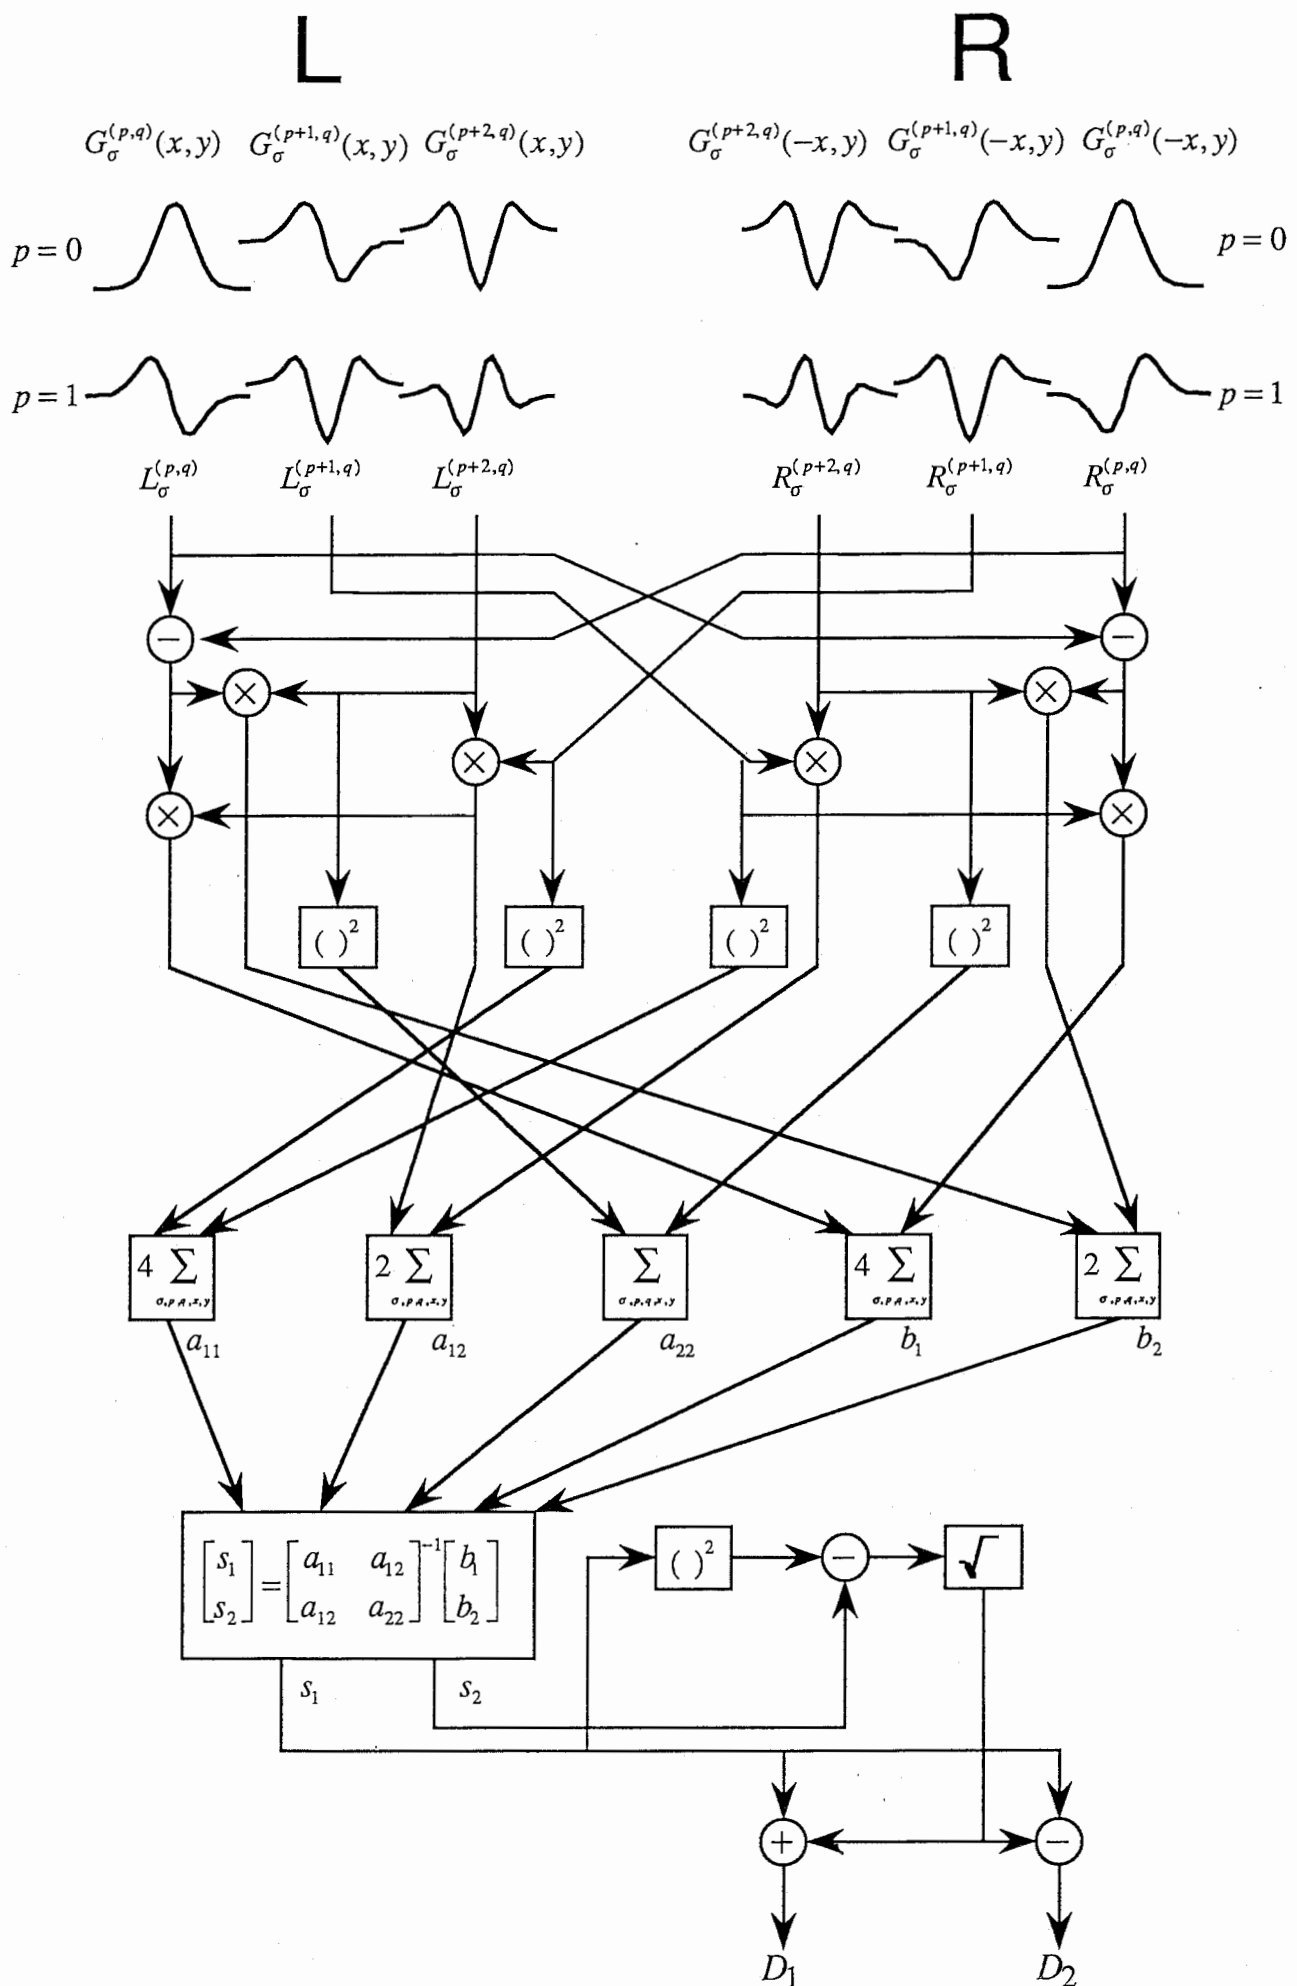 L R
G_σ^(p,q)(x,y) G_σ^(p+1,q)(x,y) G_σ^(p+2,q)(x,y) G_σ^(p+2,q)(−x,y) G_σ^(p+1,q)(−x,y) G_σ^(p,q)(−x,y)
p = 0 p = 0
p = 1 p = 1
L_σ^(p,q) L_σ^(p+1,q) L_σ^(p+2,q) R_σ^(p+2,q) R_σ^(p+1,q) R_σ^(p,q)
− −
× ×
× ×
× ×
( )² ( )² ( )² ( )²
4 Σ 2 Σ Σ 4 Σ 2 Σ
σ,p,q,x,y σ,p,q,x,y σ,p,q,x,y σ,p,q,x,y σ,p,q,x,y
a₁₁ a₁₂ a₂₂ b₁ b₂
[s₁ s₂] = [a₁₁ a₁₂ a₁₂ a₂₂]⁻¹ [b₁ b₂]
( )² − √
s₁ s₂
+ −
D₁ D₂